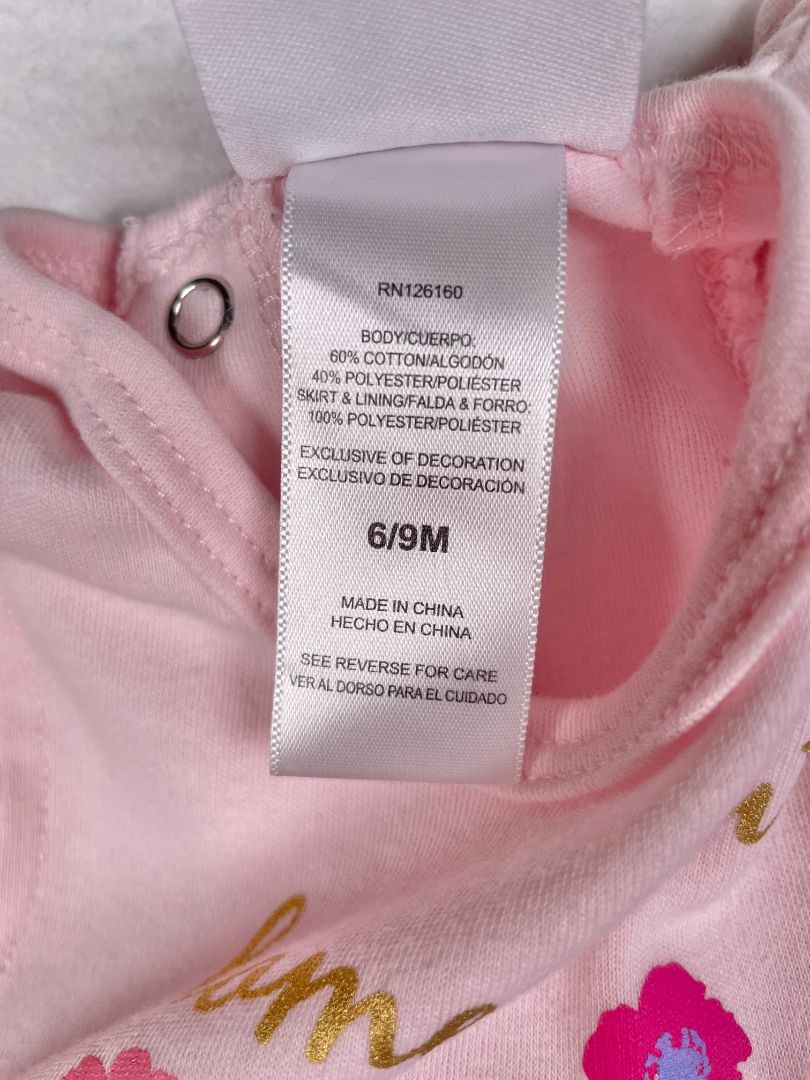 RN126160
BODY/CUERPO:
60% COTTON/ALGODÓN
40% POLYESTER/POLIÉSTER
SKIRT & LINING/FALDA & FORRO:
100% POLYESTER/POLIÉSTER
EXCLUSIVE OF DECORATION
EXCLUSIVO DE DECORACIÓN
6/9M
MADE IN CHINA
HECHO EN CHINA
SEE REVERSE FOR CARE
VER AL DORSO PARA EL CUIDADO